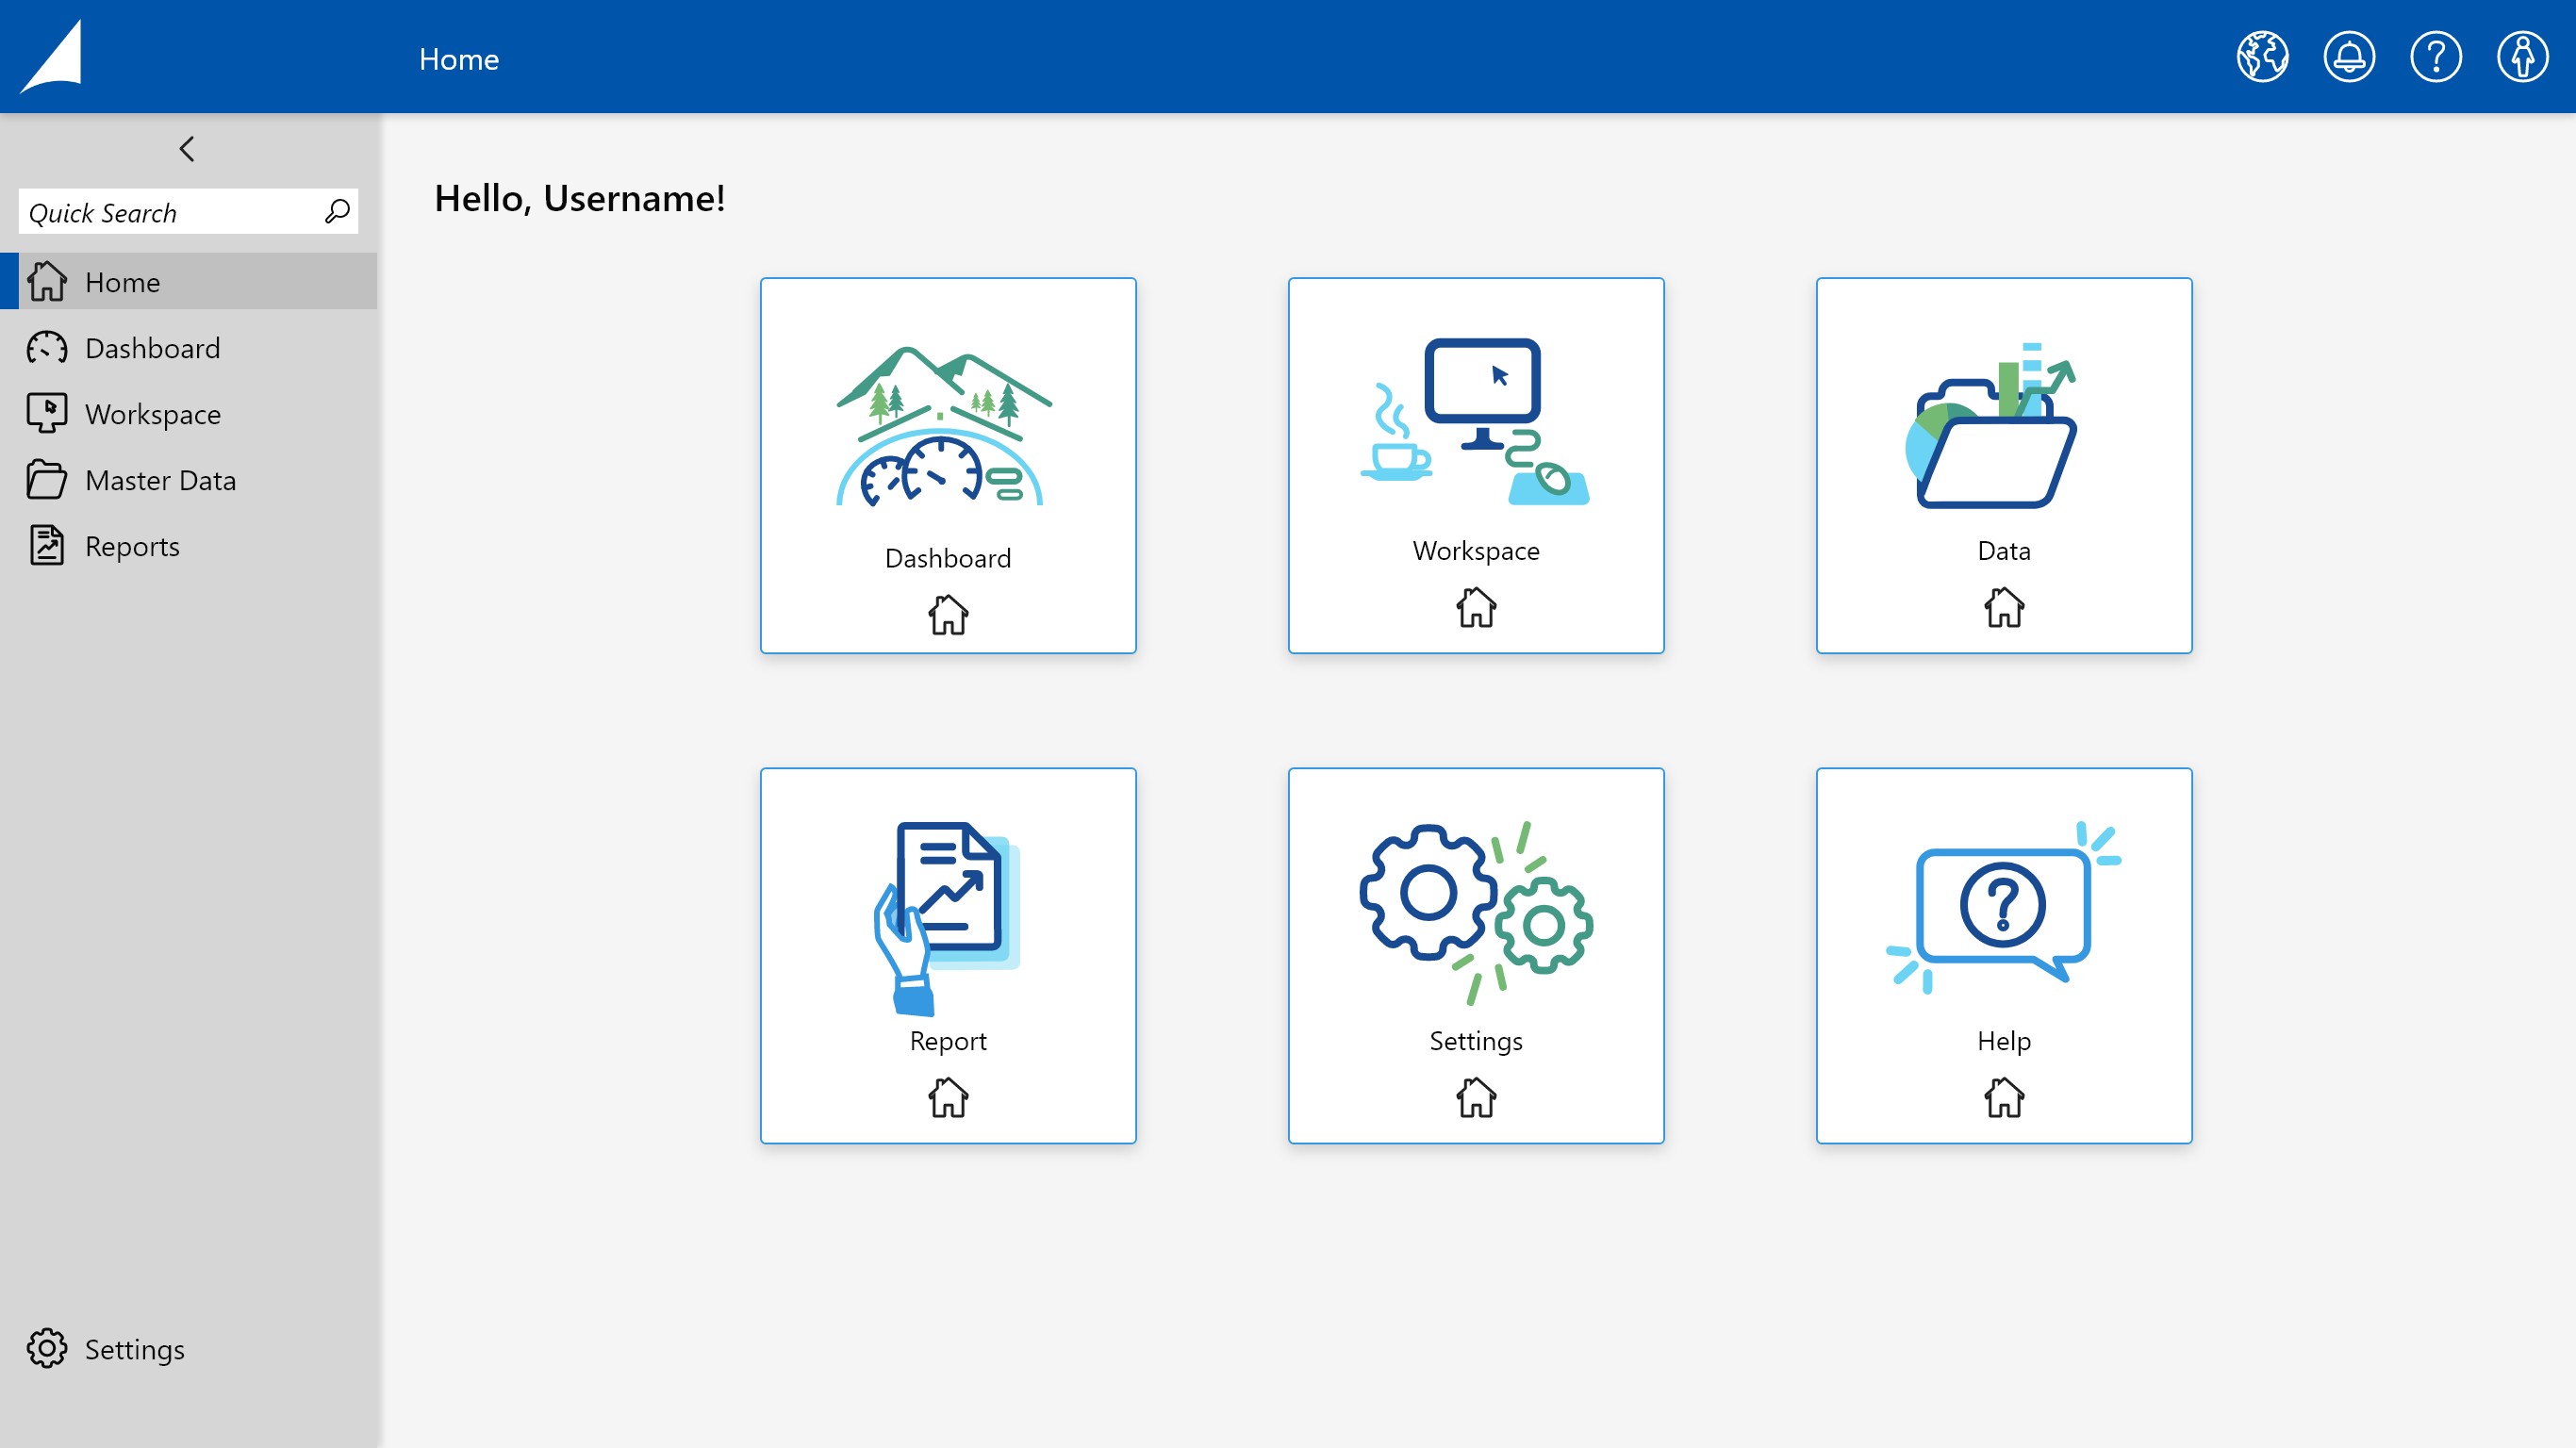 Home
Quick Search
Home
Dashboard
Workspace
Master Data
Reports
Settings
Hello, Username!
Dashboard
Workspace
Data
Report
Settings
Help